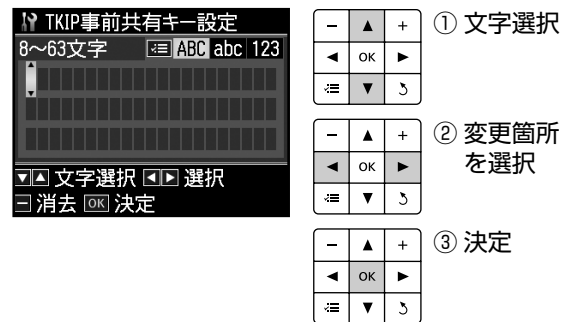 TKIP事前共有キー設定
8～63文字 ABC abc 123
▼▲ 文字選択 ◀▶ 選択
− 消去 OK 決定
− ▲ +
◀ OK ▶
▼
① 文字選択
− ▲ +
◀ OK ▶
▼
② 変更箇所
を選択
− ▲ +
◀ OK ▶
▼
③ 決定